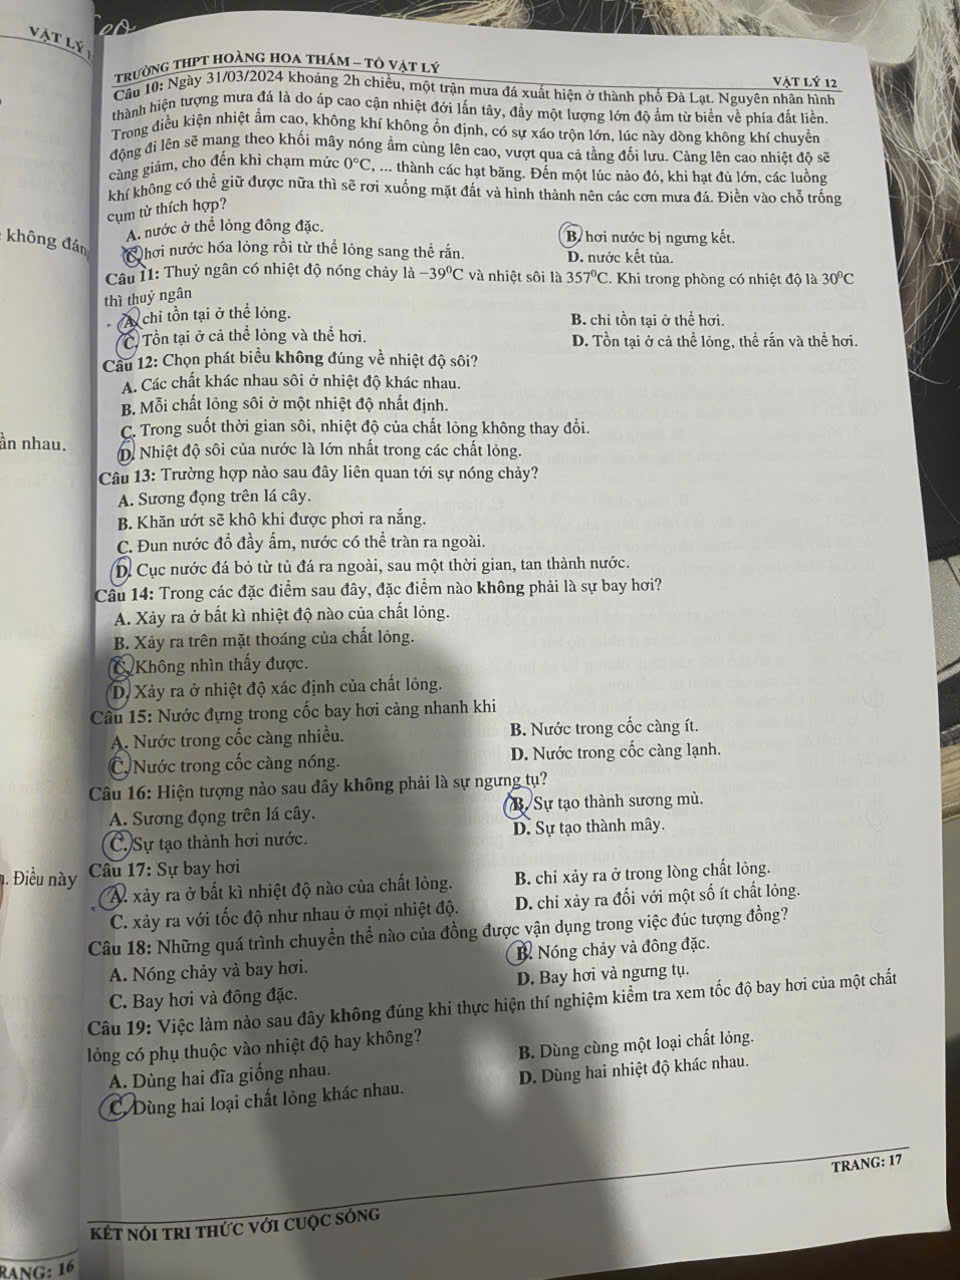 VẬT LÝ
TRƯỜNG THPT HOÀNG HOA THÁM – TỔ VẬT LÝ
VẬT LÝ 12
Câu 10: Ngày 31/03/2024 khoảng 2h chiều, một trận mưa đá xuất hiện ở thành phố Đà Lạt. Nguyên nhân hình
thành hiện tượng mưa đá là do áp cao cận nhiệt đới lấn tây, đẩy một lượng lớn độ ẩm từ biển về phía đất liền.
Trong điều kiện nhiệt ẩm cao, không khí không ổn định, có sự xáo trộn lớn, lúc này dòng không khí chuyển
động đi lên sẽ mang theo khối mây nóng ẩm cùng lên cao, vượt qua cả tầng đối lưu. Càng lên cao nhiệt độ sẽ
càng giảm, cho đến khi chạm mức 0°C, ... thành các hạt băng. Đến một lúc nào đó, khi hạt đủ lớn, các luồng
khí không có thể giữ được nữa thì sẽ rơi xuống mặt đất và hình thành nên các cơn mưa đá. Điền vào chỗ trống
cụm từ thích hợp?
A. nước ở thể lỏng đông đặc.
B. hơi nước bị ngưng kết.
C. hơi nước hóa lỏng rồi từ thể lỏng sang thể rắn.
D. nước kết tủa.
Câu 11: Thuỷ ngân có nhiệt độ nóng chảy là −39⁰C và nhiệt sôi là 357⁰C. Khi trong phòng có nhiệt độ là 30⁰C
thì thuỷ ngân
A. chỉ tồn tại ở thể lỏng.
B. chỉ tồn tại ở thể hơi.
C. Tồn tại ở cả thể lỏng và thể hơi.
D. Tồn tại ở cả thể lỏng, thể rắn và thể hơi.
Câu 12: Chọn phát biểu không đúng về nhiệt độ sôi?
A. Các chất khác nhau sôi ở nhiệt độ khác nhau.
B. Mỗi chất lỏng sôi ở một nhiệt độ nhất định.
C. Trong suốt thời gian sôi, nhiệt độ của chất lỏng không thay đổi.
D. Nhiệt độ sôi của nước là lớn nhất trong các chất lỏng.
Câu 13: Trường hợp nào sau đây liên quan tới sự nóng chảy?
A. Sương đọng trên lá cây.
B. Khăn ướt sẽ khô khi được phơi ra nắng.
C. Đun nước đổ đầy ấm, nước có thể tràn ra ngoài.
D. Cục nước đá bỏ từ tủ đá ra ngoài, sau một thời gian, tan thành nước.
Câu 14: Trong các đặc điểm sau đây, đặc điểm nào không phải là sự bay hơi?
A. Xảy ra ở bất kì nhiệt độ nào của chất lỏng.
B. Xảy ra trên mặt thoáng của chất lỏng.
C. Không nhìn thấy được.
D. Xảy ra ở nhiệt độ xác định của chất lỏng.
Câu 15: Nước đựng trong cốc bay hơi càng nhanh khi
A. Nước trong cốc càng nhiều.
B. Nước trong cốc càng ít.
C. Nước trong cốc càng nóng.
D. Nước trong cốc càng lạnh.
Câu 16: Hiện tượng nào sau đây không phải là sự ngưng tụ?
A. Sương đọng trên lá cây.
B. Sự tạo thành sương mù.
C. Sự tạo thành hơi nước.
D. Sự tạo thành mây.
Câu 17: Sự bay hơi
A. xảy ra ở bất kì nhiệt độ nào của chất lỏng.
B. chỉ xảy ra ở trong lòng chất lỏng.
C. xảy ra với tốc độ như nhau ở mọi nhiệt độ.
D. chỉ xảy ra đối với một số ít chất lỏng.
Câu 18: Những quá trình chuyển thể nào của đồng được vận dụng trong việc đúc tượng đồng?
A. Nóng chảy và bay hơi.
B. Nóng chảy và đông đặc.
C. Bay hơi và đông đặc.
D. Bay hơi và ngưng tụ.
Câu 19: Việc làm nào sau đây không đúng khi thực hiện thí nghiệm kiểm tra xem tốc độ bay hơi của một chất
lỏng có phụ thuộc vào nhiệt độ hay không?
A. Dùng hai đĩa giống nhau.
B. Dùng cùng một loại chất lỏng.
C. Dùng hai loại chất lỏng khác nhau.
D. Dùng hai nhiệt độ khác nhau.
TRANG: 17
KẾT NỐI TRI THỨC VỚI CUỘC SỐNG
không đán
ần nhau.
Điều này
RANG: 16